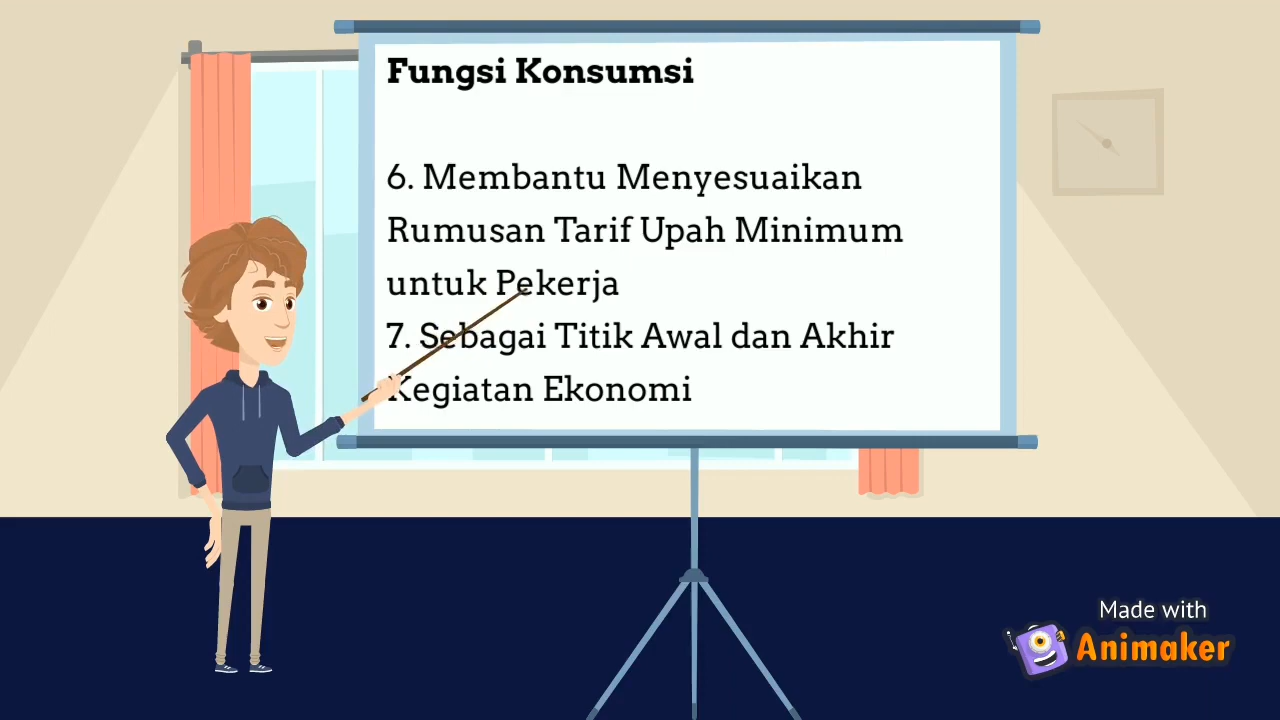 Fungsi Konsumsi
6. Membantu Menyesuaikan
Rumusan Tarif Upah Minimum
untuk Pekerja
7. Sebagai Titik Awal dan Akhir
Kegiatan Ekonomi
Made with
Animaker